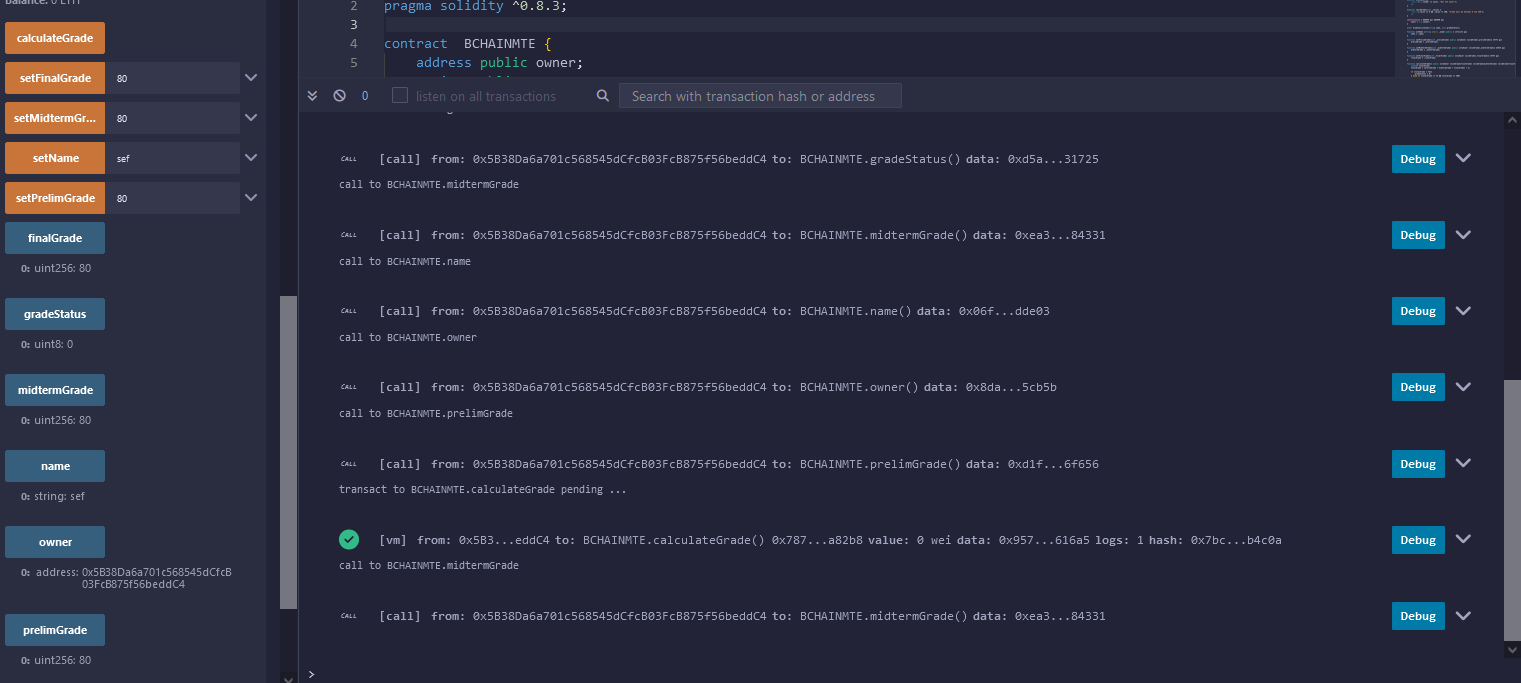 Balance: 0 ETH
calculateGrade
setFinalGrade 80
setMidtermGr... 80
setName sef
setPrelimGrade 80
finalGrade
0: uint256: 80
gradeStatus
0: uint8: 0
midtermGrade
0: uint256: 80
name
0: string: sef
owner
0: address: 0x5B38Da6a701c568545dCfcB
03FcB875f56beddC4
prelimGrade
0: uint256: 80
2 pragma solidity ^0.8.3;
3
4 contract BCHAINMTE {
5 address public owner;
0 listen on all transactions Search with transaction hash or address
CALL [call] from: 0x5B38Da6a701c568545dCfcB03FcB875f56beddC4 to: BCHAINMTE.gradeStatus() data: 0xd5a...31725 Debug
call to BCHAINMTE.midtermGrade
CALL [call] from: 0x5B38Da6a701c568545dCfcB03FcB875f56beddC4 to: BCHAINMTE.midtermGrade() data: 0xea3...84331 Debug
call to BCHAINMTE.name
CALL [call] from: 0x5B38Da6a701c568545dCfcB03FcB875f56beddC4 to: BCHAINMTE.name() data: 0x06f...dde03 Debug
call to BCHAINMTE.owner
CALL [call] from: 0x5B38Da6a701c568545dCfcB03FcB875f56beddC4 to: BCHAINMTE.owner() data: 0x8da...5cb5b Debug
call to BCHAINMTE.prelimGrade
CALL [call] from: 0x5B38Da6a701c568545dCfcB03FcB875f56beddC4 to: BCHAINMTE.prelimGrade() data: 0xd1f...6f656 Debug
transact to BCHAINMTE.calculateGrade pending ...
[vm] from: 0x5B3...eddC4 to: BCHAINMTE.calculateGrade() 0x787...a82b8 value: 0 wei data: 0x957...616a5 logs: 1 hash: 0x7bc...b4c0a Debug
call to BCHAINMTE.midtermGrade
CALL [call] from: 0x5B38Da6a701c568545dCfcB03FcB875f56beddC4 to: BCHAINMTE.midtermGrade() data: 0xea3...84331 Debug
>